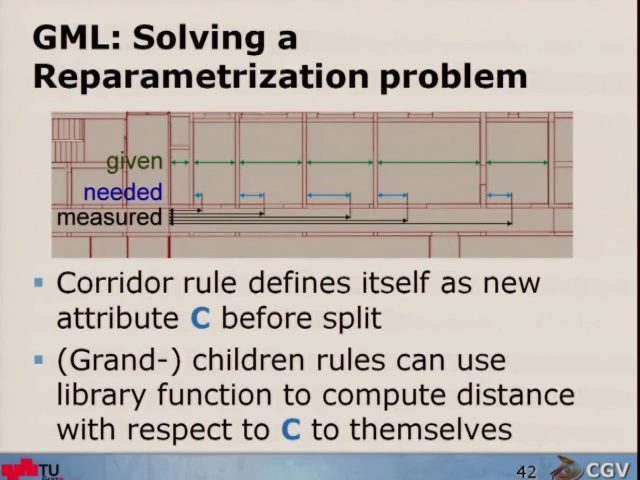 GML: Solving a
Reparametrization problem
given
needed
measured
▪ Corridor rule defines itself as new
attribute C before split
▪ (Grand-) children rules can use
library function to compute distance
with respect to C to themselves
TU
Graz
42
CGV